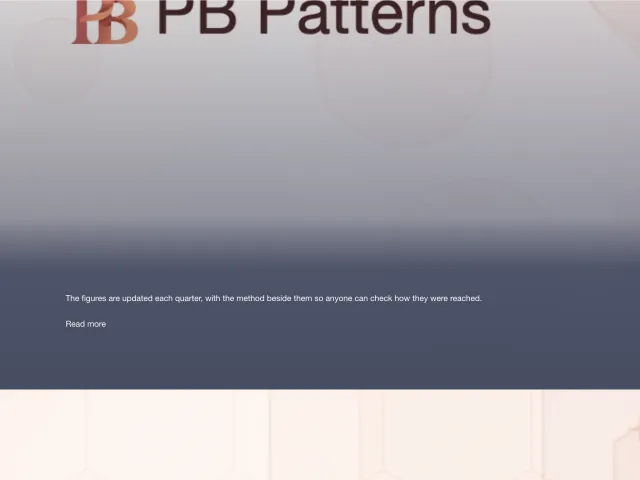 PB PB Patterns
The figures are updated each quarter, with the method beside them so anyone can check how they were reached.
Read more